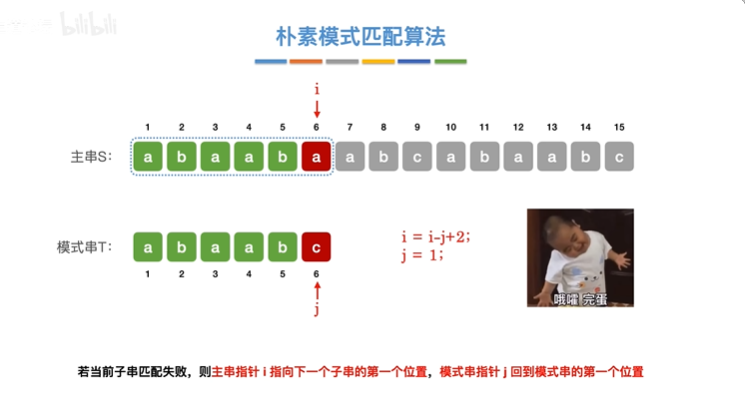 bilibili
朴素模式匹配算法
i
1 2 3 4 5 6 7 8 9 10 11 12 13 14 15
主串S: a b a a b a a b c a b a a b c
模式串T: a b a a b c
1 2 3 4 5 6
j
i = i-j+2;
j = 1;
哦嚯 完蛋
若当前子串匹配失败，则主串指针 i 指向下一个子串的第一个位置，模式串指针 j 回到模式串的第一个位置